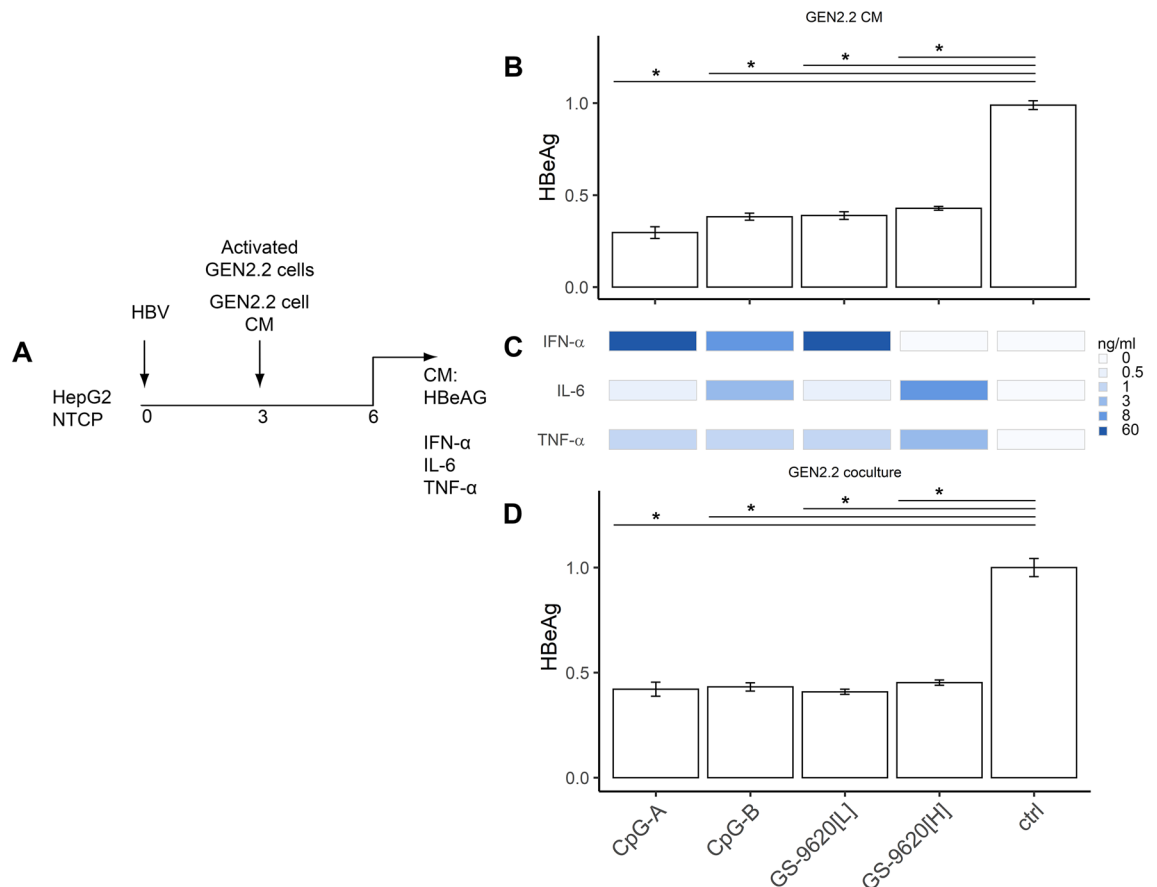 A
HBV
Activated
GEN2.2 cells
GEN2.2 cell
CM
HepG2
NTCP
0
3
6
CM:
HBeAG
IFN-α
IL-6
TNF-α
GEN2.2 CM
B
*
*
*
*
HBeAg
1.0
0.5
0.0
C
IFN-α
IL-6
TNF-α
ng/ml
0
0.5
1
3
8
60
GEN2.2 coculture
D
*
*
*
*
HBeAg
1.0
0.5
0.0
CpG-A
CpG-B
GS-9620[L]
GS-9620[H]
ctrl